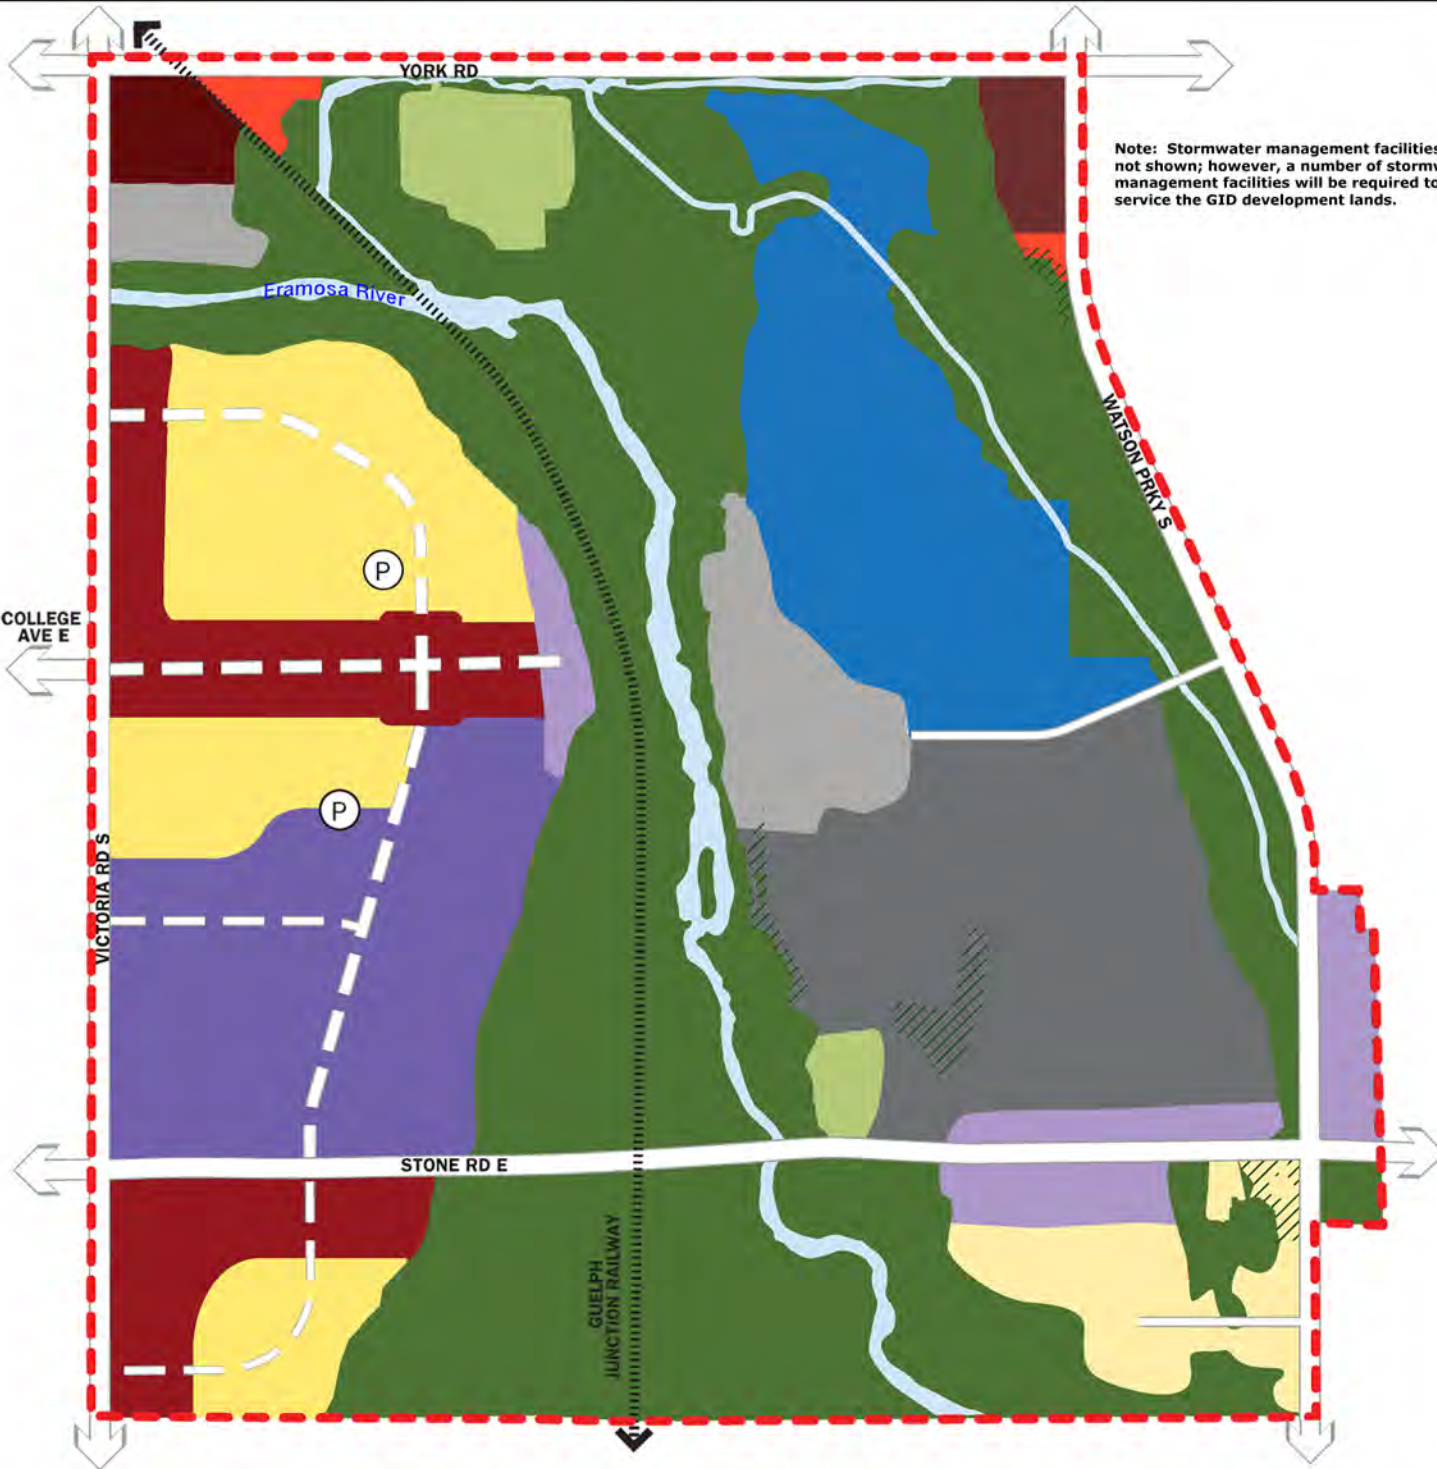 YORK RD
Note: Stormwater management facilities
not shown; however, a number of stormw
management facilities will be required to
service the GID development lands.
Eramosa River
WATSON PRKY S
P
COLLEGE
AVE E
P
VICTORIA RD S
STONE RD E
GUELPH
JUNCTION RAILWAY